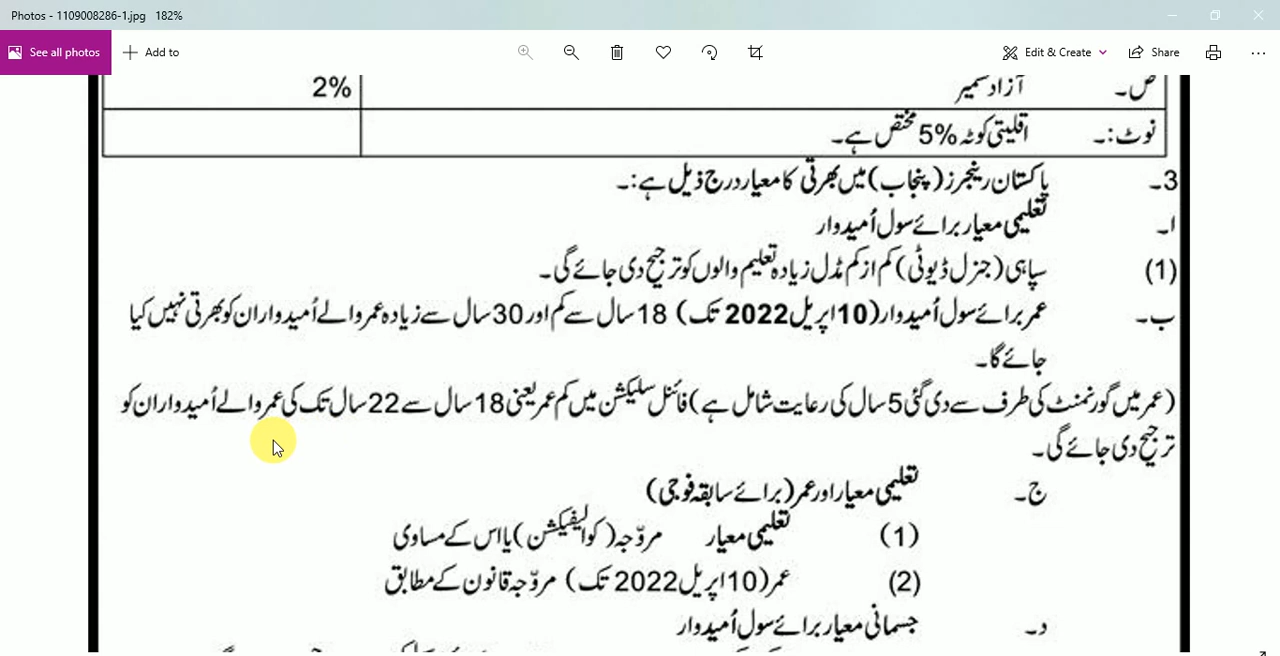 Photos - 1109008286-1.jpg   182%
See all photos
Add to
Edit & Create
Share
ص۔ آزاد کشمیر 2%
نوٹ:۔ اقلیتی کوٹہ %5 مختص ہے۔
3۔ پاکستان رینجرز (پنجاب) میں بھرتی کا معیار درج ذیل ہے:۔
ا۔ تعلیمی معیار برائے سول اُمیدوار
(1) سپاہی (جنرل ڈیوٹی) کم از کم مڈل زیادہ تعلیم والوں کو ترجیح دی جائے گی۔
ب۔ عمر برائے سول اُمیدوار (10 اپریل 2022 تک) 18 سال سے کم اور 30 سال سے زیادہ عمر والے اُمیدواران کو بھرتی نہیں کیا
جائے گا۔
(عمر میں گورنمنٹ کی طرف سے دی گئی 5 سال کی رعایت شامل ہے) فائنل سلیکشن میں کم عمر یعنی 18 سال سے 22 سال تک کی عمر والے اُمیدواران کو
ترجیح دی جائے گی۔
ج۔ تعلیمی معیار اور عمر (برائے سابقہ فوجی)
(1) تعلیمی معیار مروّجہ (کوالیفیکشن) یا اس کے مساوی
(2) عمر (10 اپریل 2022 تک) مروّجہ قانون کے مطابق
د۔ جسمانی معیار برائے سول اُمیدوار